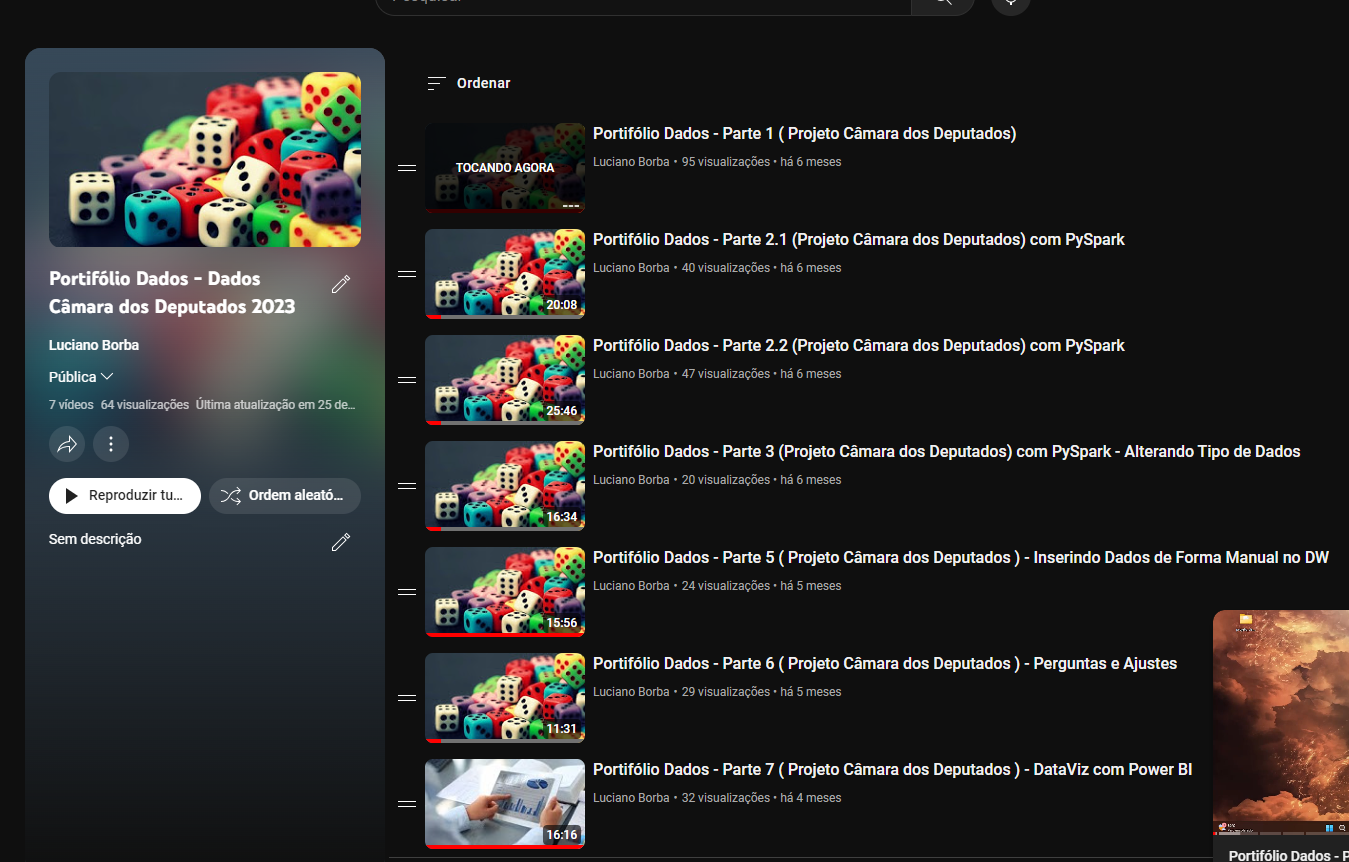 Ordenar
Portifólio Dados - Dados
Câmara dos Deputados 2023
Luciano Borba
Pública
7 vídeos 64 visualizações Última atualização em 25 de...
Reproduzir tu...
Ordem aleató...
Sem descrição
TOCANDO AGORA
Portifólio Dados - Parte 1 ( Projeto Câmara dos Deputados)
Luciano Borba • 95 visualizações • há 6 meses
20:08
Portifólio Dados - Parte 2.1 (Projeto Câmara dos Deputados) com PySpark
Luciano Borba • 40 visualizações • há 6 meses
25:46
Portifólio Dados - Parte 2.2 (Projeto Câmara dos Deputados) com PySpark
Luciano Borba • 47 visualizações • há 6 meses
16:34
Portifólio Dados - Parte 3 (Projeto Câmara dos Deputados) com PySpark - Alterando Tipo de Dados
Luciano Borba • 20 visualizações • há 6 meses
15:56
Portifólio Dados - Parte 5 ( Projeto Câmara dos Deputados ) - Inserindo Dados de Forma Manual no DW
Luciano Borba • 24 visualizações • há 5 meses
11:31
Portifólio Dados - Parte 6 ( Projeto Câmara dos Deputados ) - Perguntas e Ajustes
Luciano Borba • 29 visualizações • há 5 meses
16:16
Portifólio Dados - Parte 7 ( Projeto Câmara dos Deputados ) - DataViz com Power BI
Luciano Borba • 32 visualizações • há 4 meses
Portifólio Dados - P